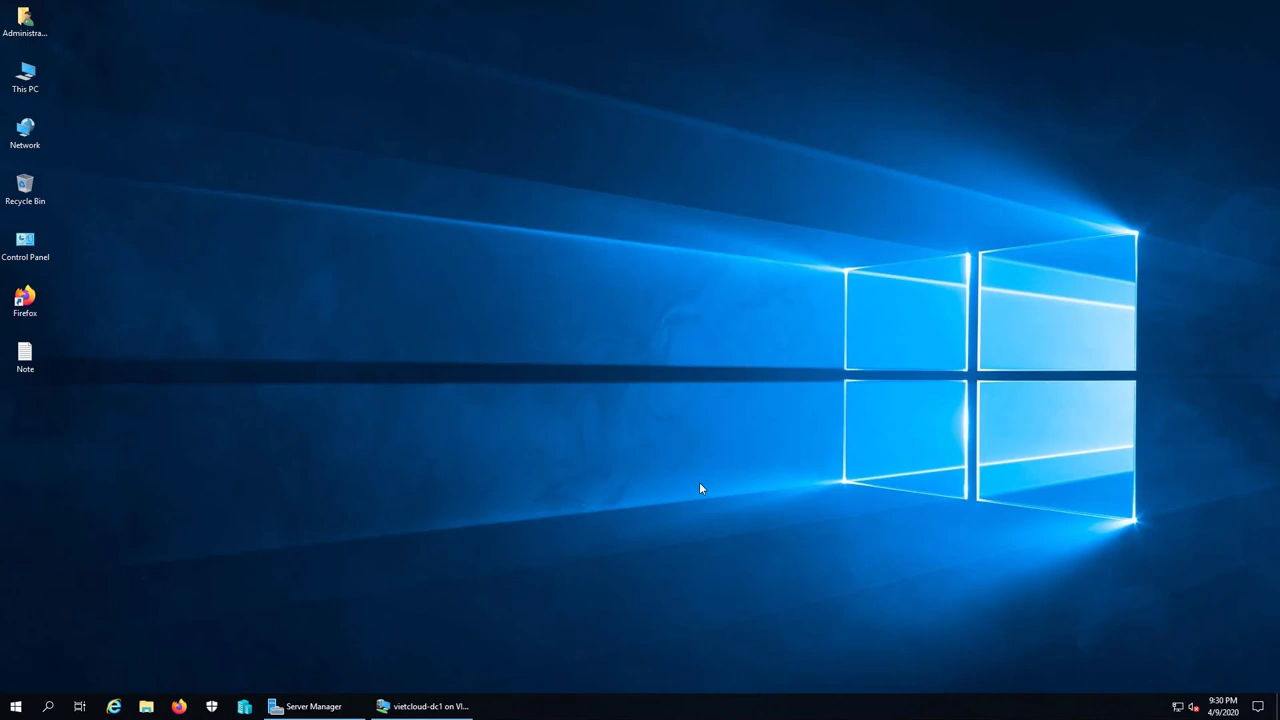 Administra...
This PC
Network
Recycle Bin
Control Panel
Firefox
Note
Server Manager
vietcloud-dc1 on VI...
9:30 PM
4/9/2020